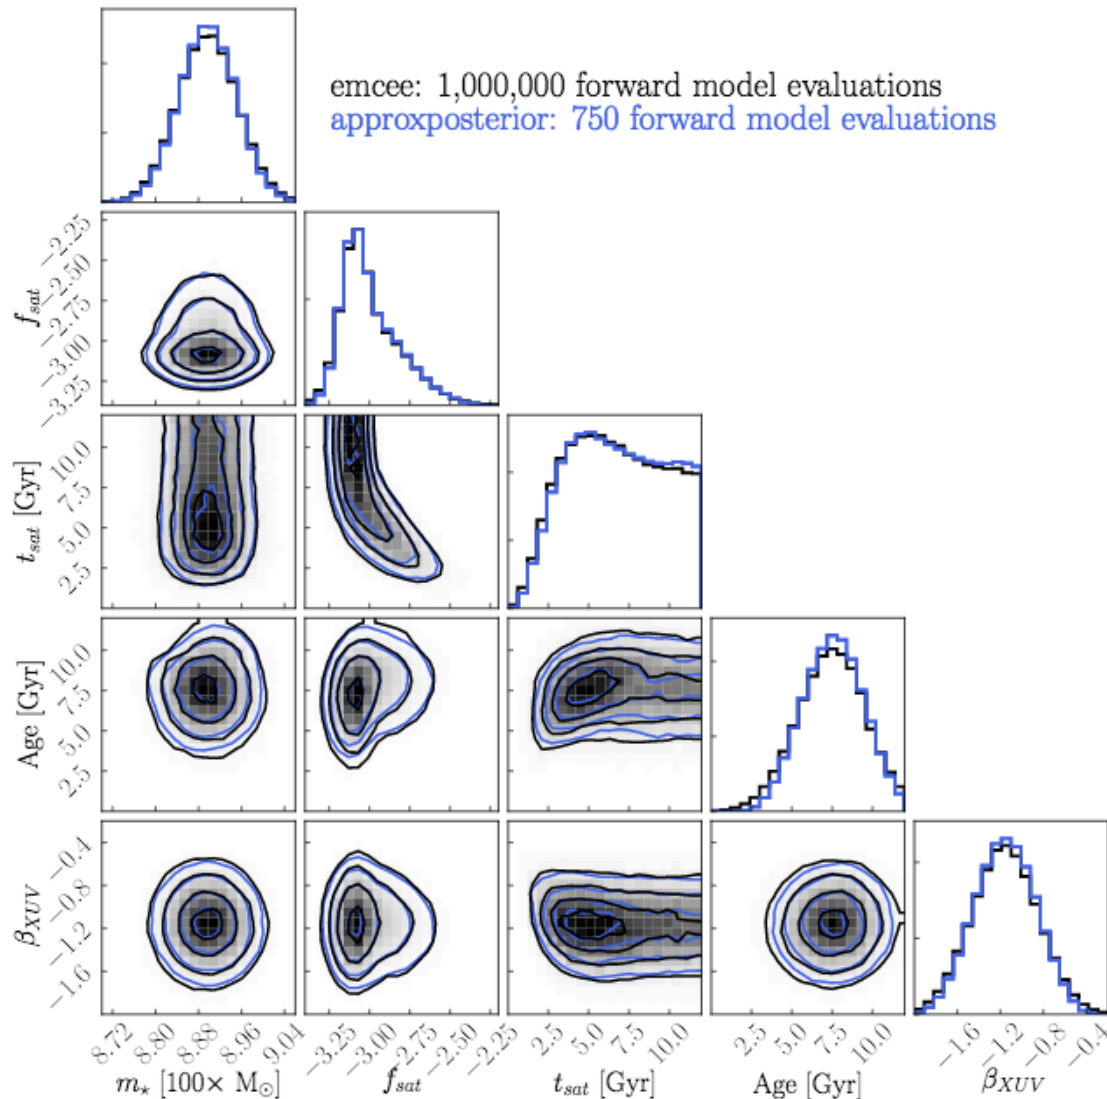 emcee: 1,000,000 forward model evaluations
approxposterior: 750 forward model evaluations
f_sat
−2.25
−2.50
−2.75
−3.00
−3.25
t_sat [Gyr]
10.0
7.5
5.0
2.5
Age [Gyr]
10.0
7.5
5.0
2.5
β_XUV
−0.4
−0.8
−1.2
−1.6
8.72 8.80 8.88 8.96 9.04
−3.25 −3.00 −2.75 −2.50 −2.25
2.5 5.0 7.5 10.0
2.5 5.0 7.5 10.0
−1.6 −1.2 −0.8 −0.4
m⋆ [100× M⊙]
f_sat
t_sat [Gyr]
Age [Gyr]
β_XUV